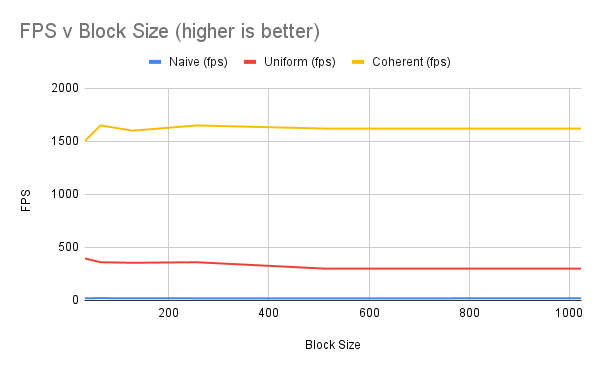 FPS v Block Size (higher is better)
Naive (fps) Uniform (fps) Coherent (fps)
2000
1500
1000
500
0
FPS
200 400 600 800 1000
Block Size